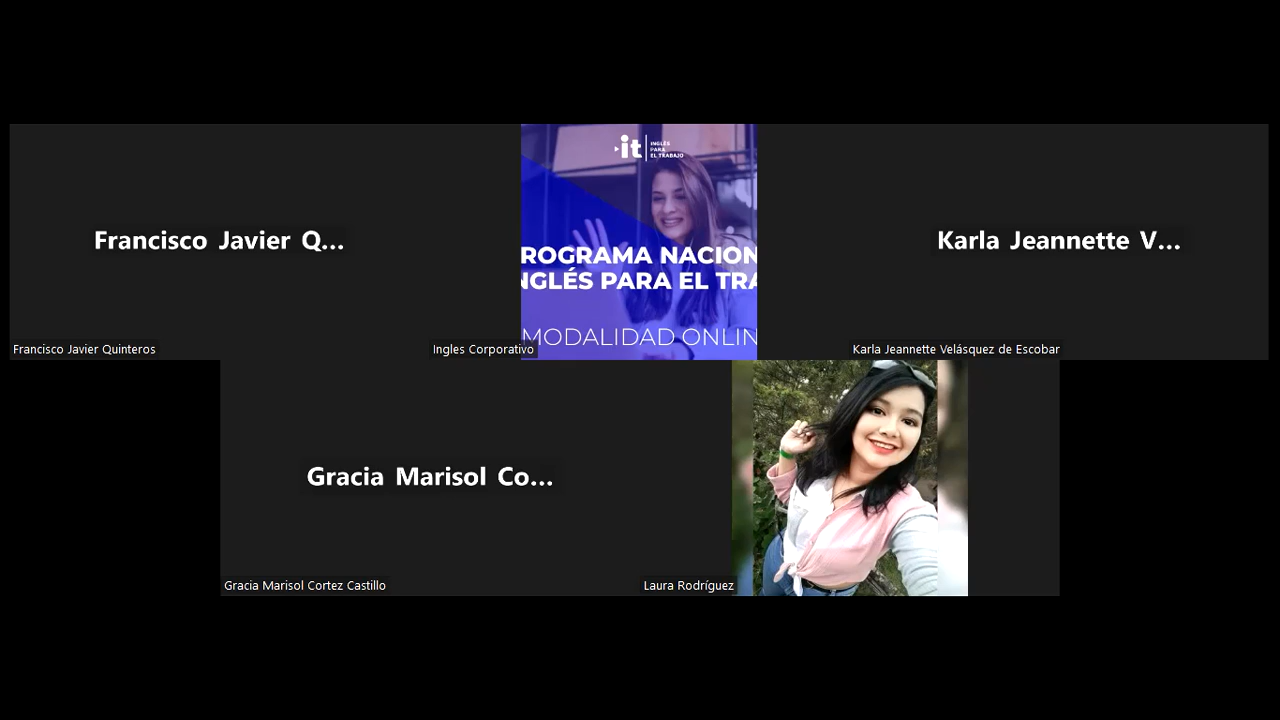 it
INGLÉS
PARA
EL TRABAJO
Francisco Javier Q...
ROGRAMA NACION
NGLÉS PARA EL TRA
MODALIDAD ONLIN
Karla Jeannette V...
Francisco Javier Quinteros
Ingles Corporativo
Karla Jeannette Velásquez de Escobar
Gracia Marisol Co...
Gracia Marisol Cortez Castillo
Laura Rodríguez